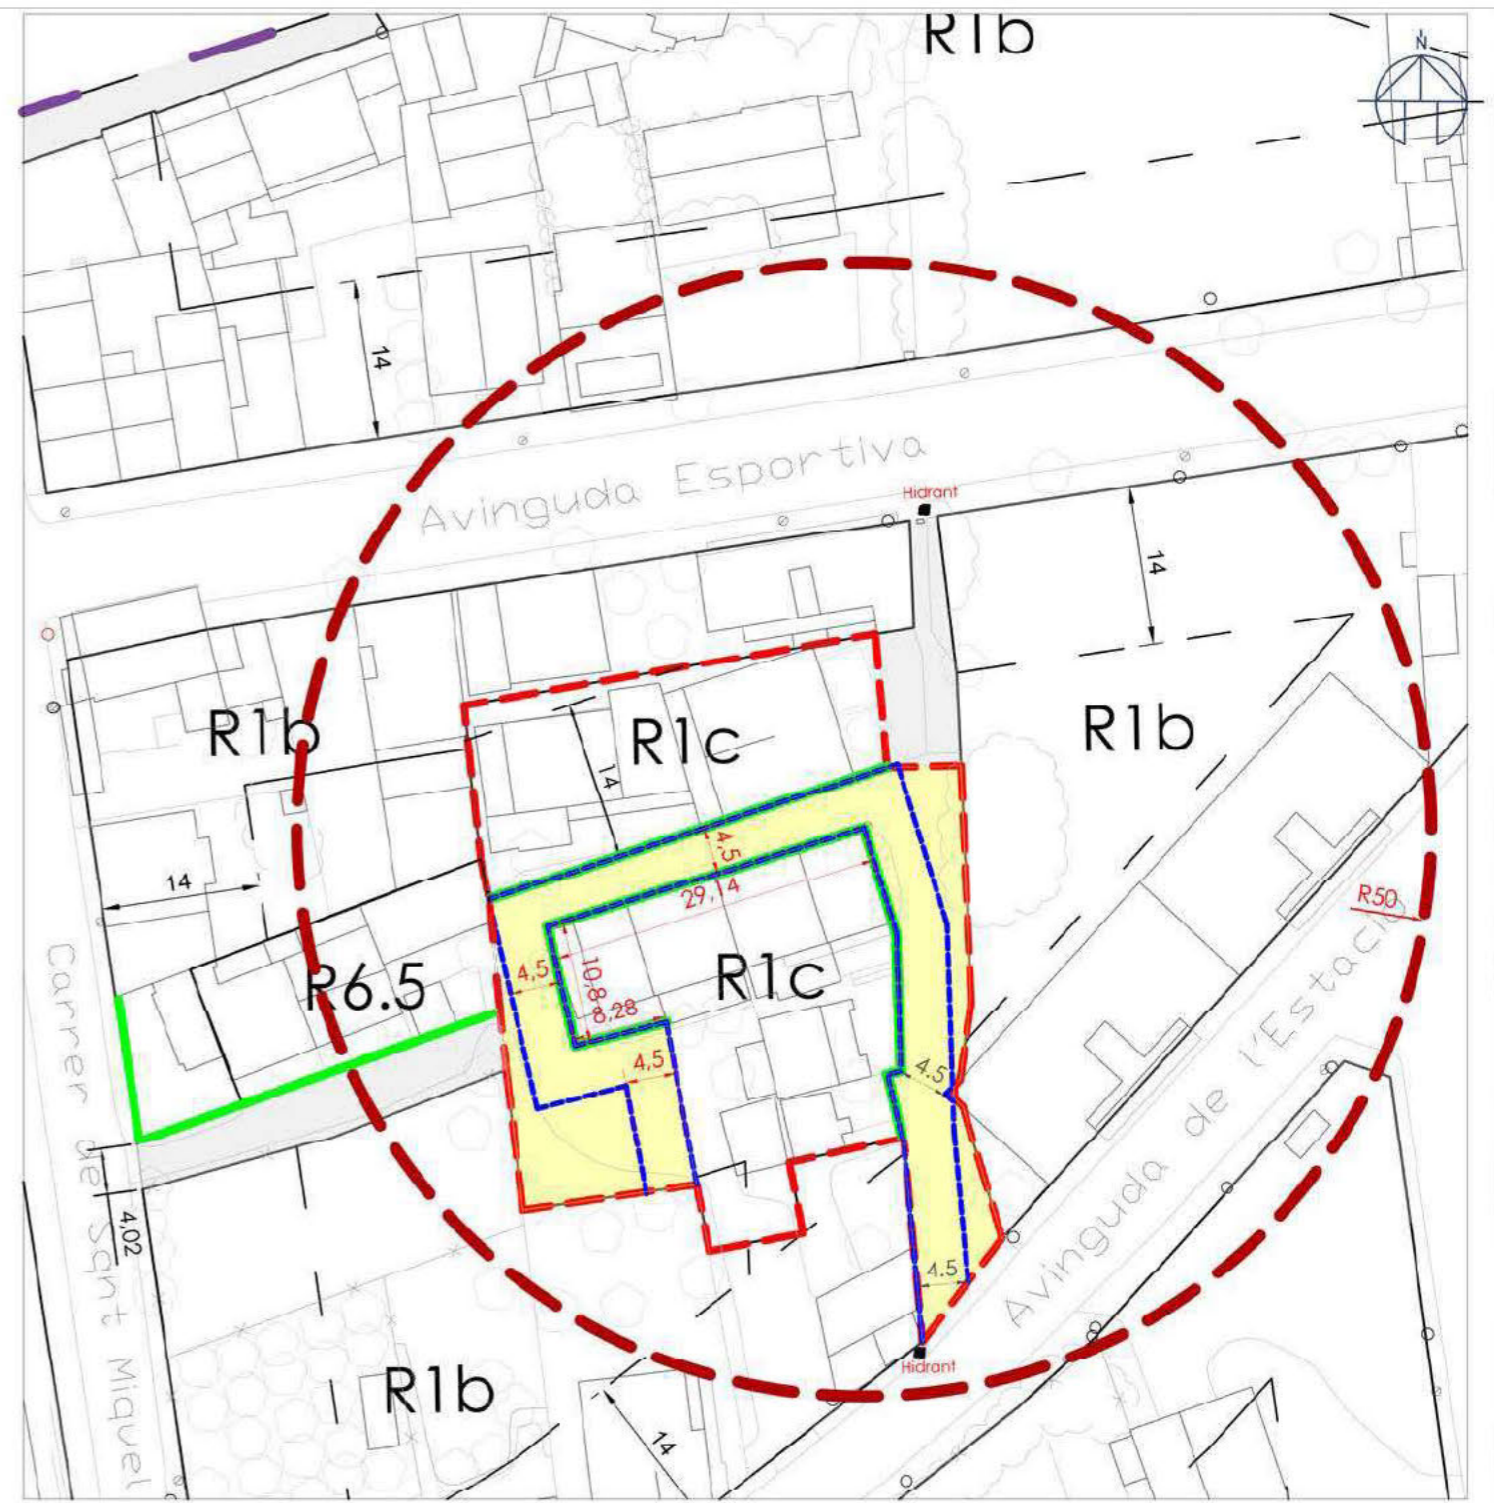 R1b
N
14
Avinguda Esportiva
Hidrant
14
R1b
R1c
R1b
14
14
4,5
29,14
R50
R6.5
4,5
10,8
8,28
R1c
4,5
4.5
Carrer de Sant Miquel
4,02
4.5
Avinguda de l'Estació
Hidrant
R1b
14